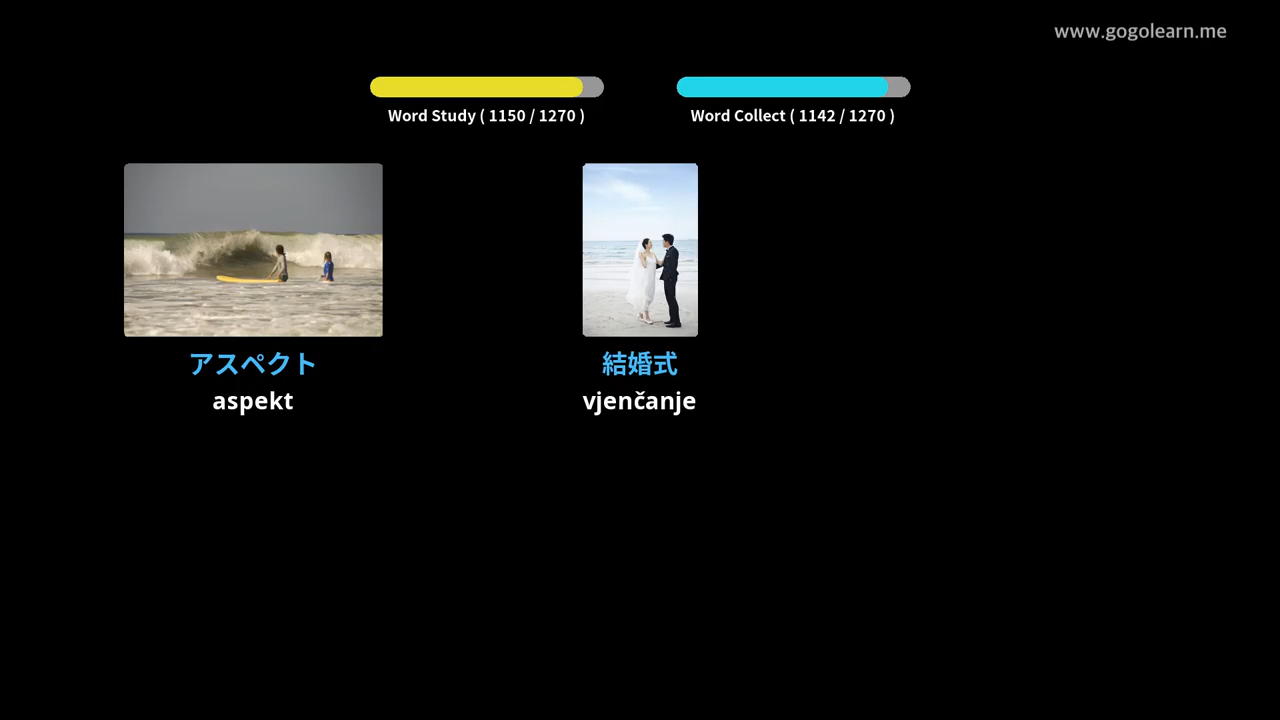 www.gogolearn.me
Word Study ( 1150 / 1270 )
Word Collect ( 1142 / 1270 )
アスペクト
aspekt
結婚式
vjenčanje